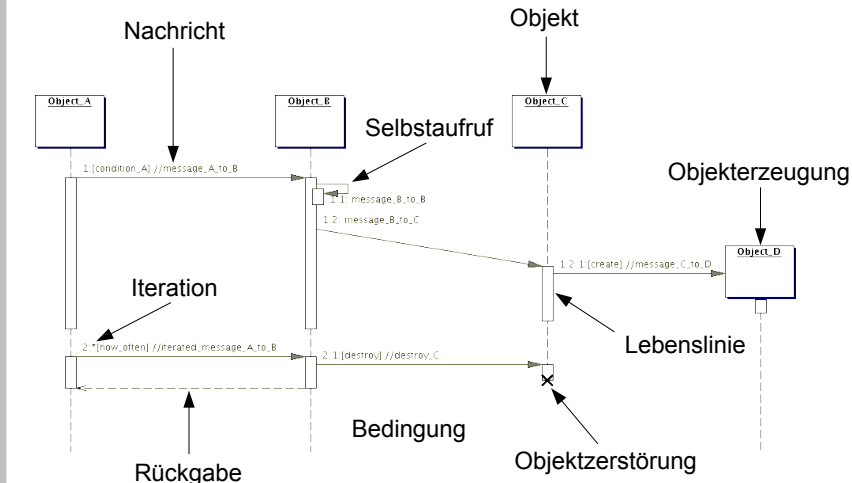 Objekt
Nachricht
Object_A
Object_B
Object_C
Selbstaufruf
1:[condition_A] //message_A_to_B
Objekterzeugung
1.1: message_B_to_B
1.2: message_B_to_C
Object_D
1.2.1:[create] //message_C_to_D
Iteration
Lebenslinie
2:*[how_often] //iterated_message_A_to_B
2.1:[destroy] //destroy_C
Bedingung
Objektzerstörung
Rückgabe